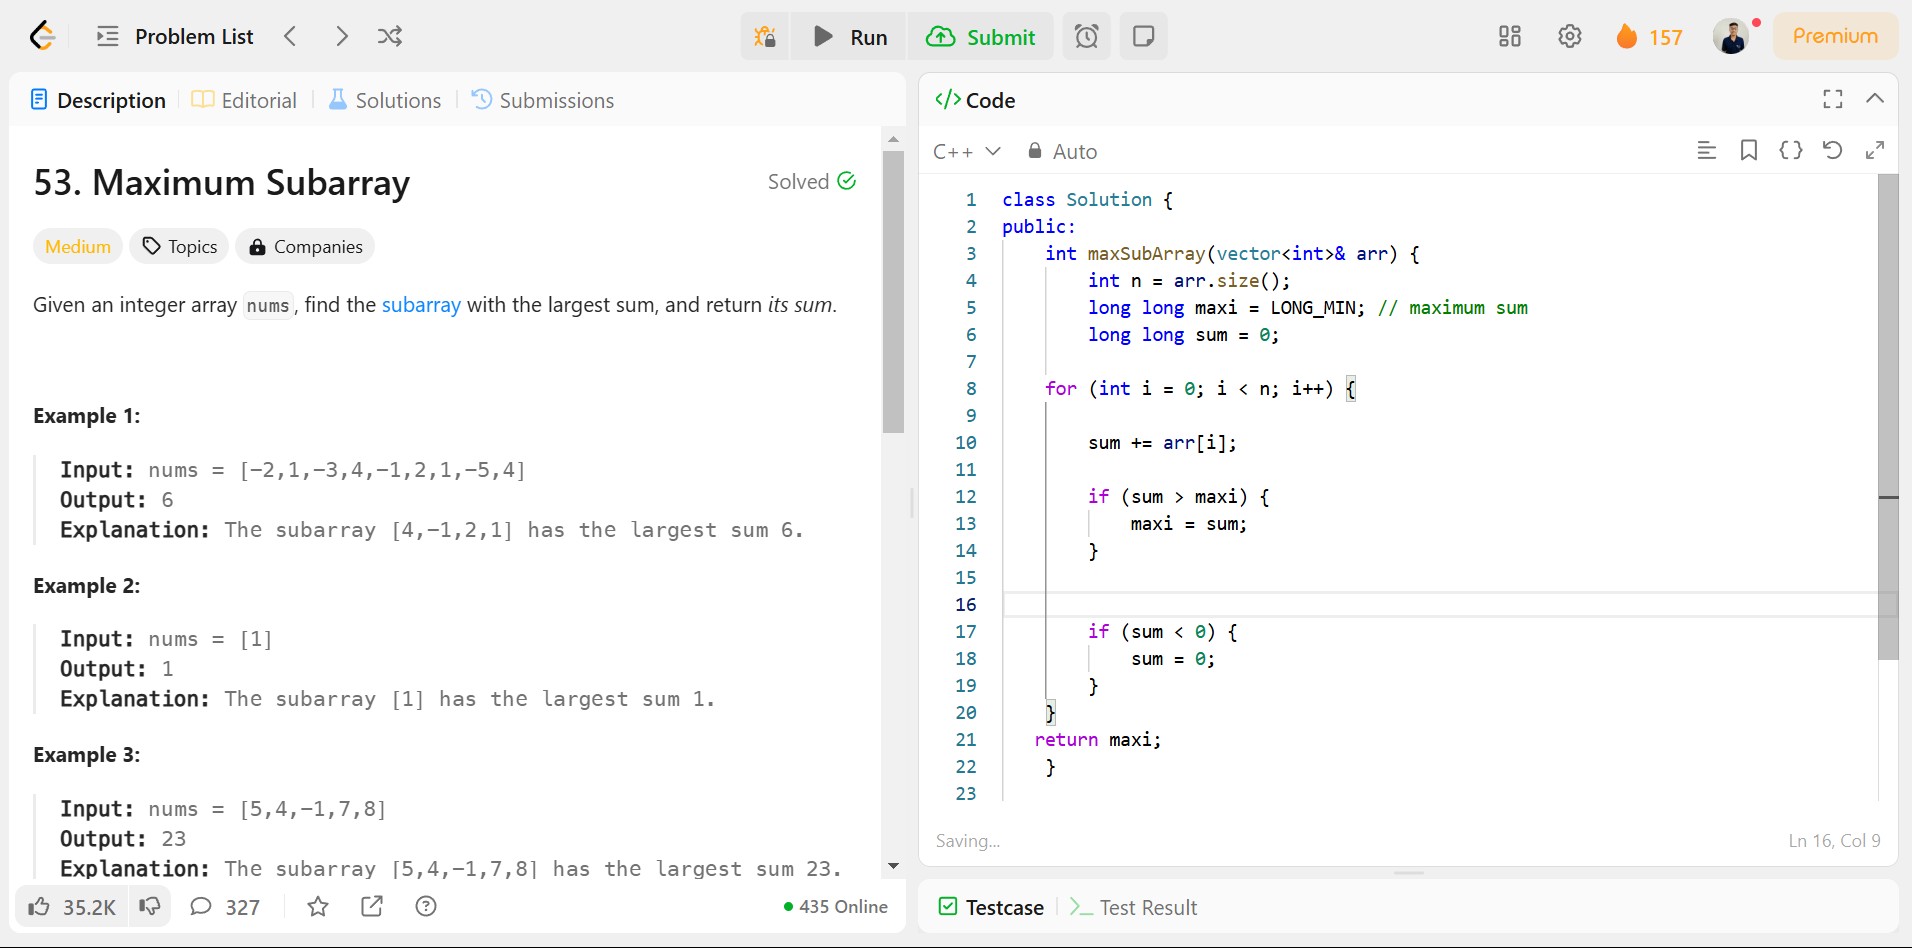 Problem List
Run
Submit
157
Premium
Description
Editorial
Solutions
Submissions
53. Maximum Subarray
Solved
Medium
Topics
Companies
Given an integer array nums, find the subarray with the largest sum, and return its sum.
Example 1:
Input: nums = [-2,1,-3,4,-1,2,1,-5,4]
Output: 6
Explanation: The subarray [4,-1,2,1] has the largest sum 6.
Example 2:
Input: nums = [1]
Output: 1
Explanation: The subarray [1] has the largest sum 1.
Example 3:
Input: nums = [5,4,-1,7,8]
Output: 23
Explanation: The subarray [5,4,-1,7,8] has the largest sum 23.
35.2K
327
435 Online
</> Code
C++
Auto
1 class Solution {
2 public:
3     int maxSubArray(vector<int>& arr) {
4         int n = arr.size();
5         long long maxi = LONG_MIN; // maximum sum
6         long long sum = 0;
7
8     for (int i = 0; i < n; i++) {
9
10         sum += arr[i];
11
12         if (sum > maxi) {
13             maxi = sum;
14         }
15
16
17         if (sum < 0) {
18             sum = 0;
19         }
20     }
21    return maxi;
22     }
23
Saving...
Ln 16, Col 9
Testcase
Test Result